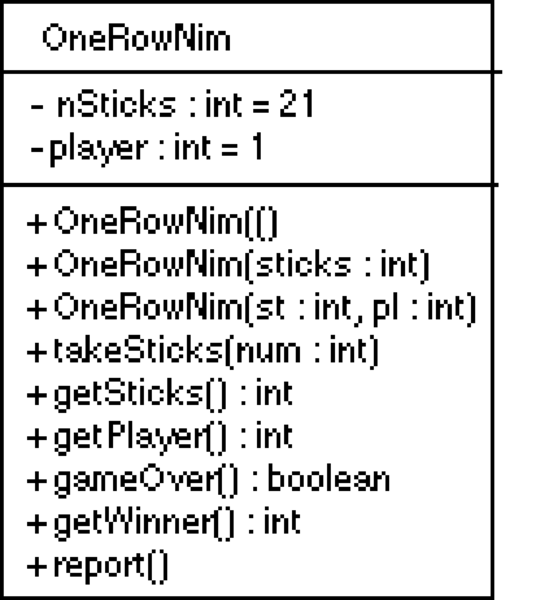 OneRowNim
- nSticks : int = 21
- player : int = 1
+ OneRowNim(()
+ OneRowNim(sticks : int)
+ OneRowNim(st : int, pl : int)
+ takeSticks(num : int)
+ getSticks() : int
+ getPlayer() : int
+ gameOver() : boolean
+ getWinner() : int
+ report()